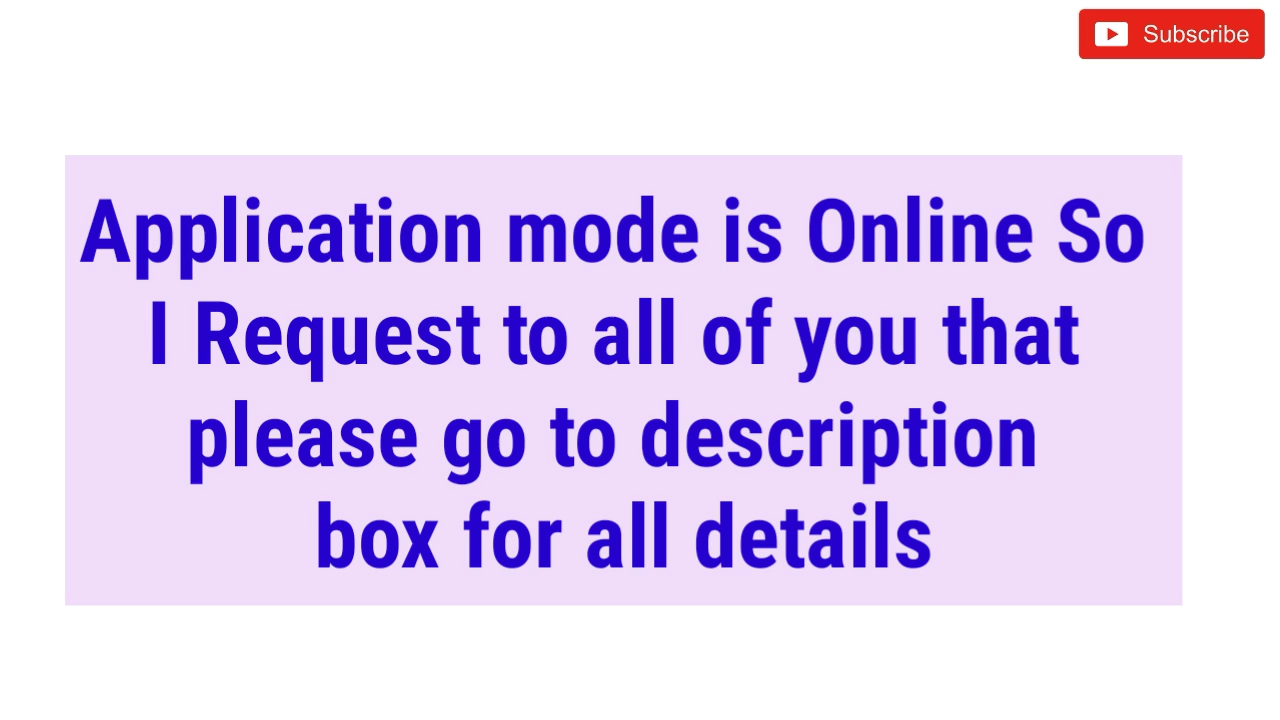 Subscribe
Application mode is Online So
I Request to all of you that
please go to description
box for all details